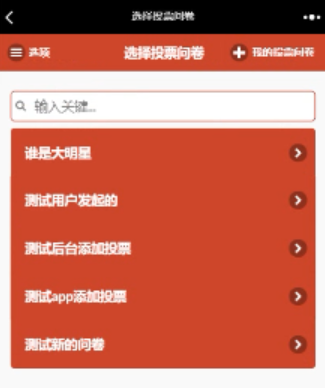 选择投票问卷
选项
选择投票问卷
我的投票问卷
输入关键...
谁是大明星
测试用户发起的
测试后台添加投票
测试app添加投票
测试新的问卷